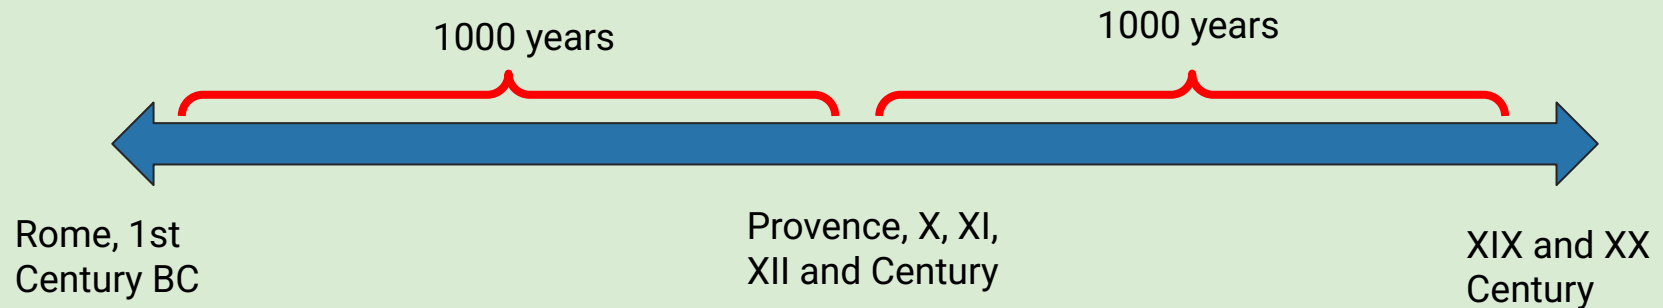 1000 years
1000 years
Rome, 1st
Century BC
Provence, X, XI,
XII and Century
XIX and XX
Century